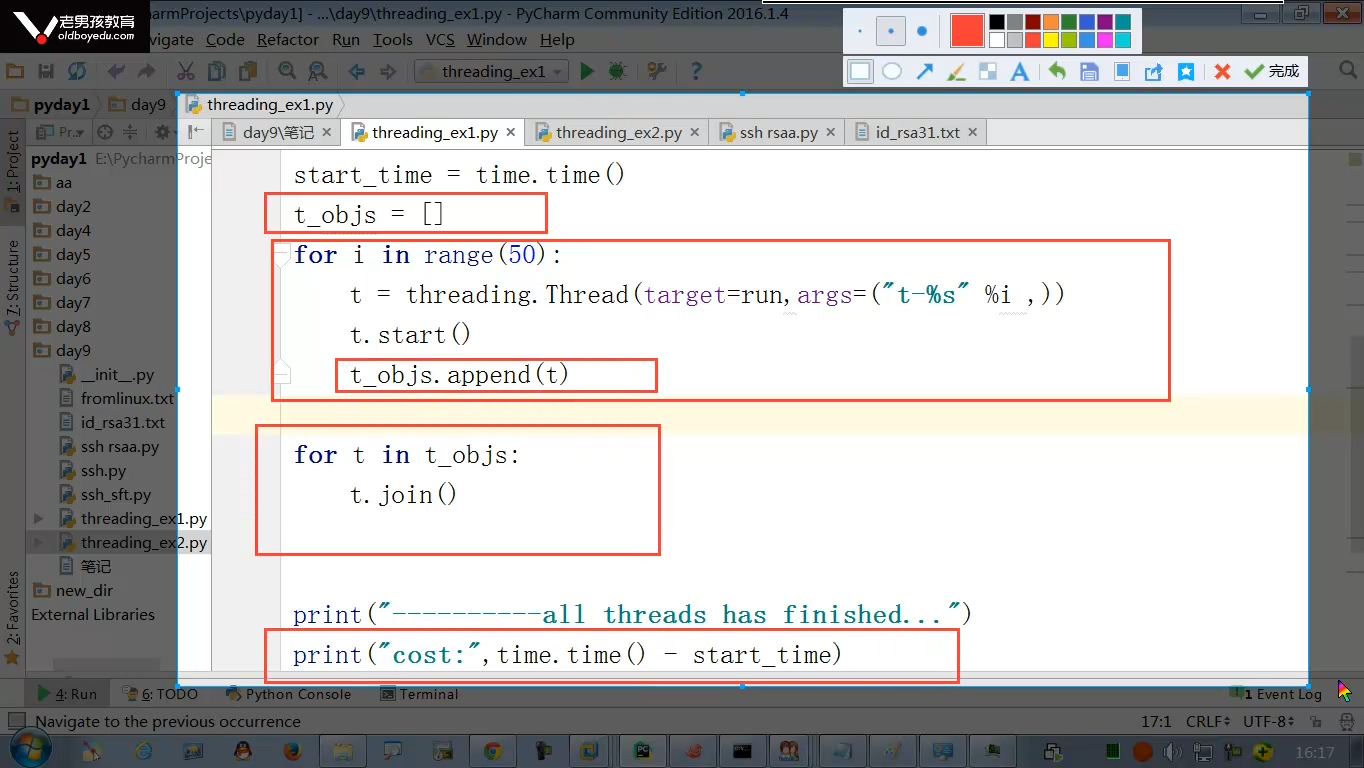 老男孩教育
oldboyedu.com
harmProjects\pyday1] - ...\day9\threading_ex1.py - PyCharm Community Edition 2016.1.4
vigate Code Refactor Run Tools VCS Window Help
threading_ex1
完成
pyday1 day9 threading_ex1.py
Pr..
day9\笔记 threading_ex1.py threading_ex2.py ssh rsaa.py id_rsa31.txt
1: Project
7: Structure
2: Favorites
pyday1 E:\PycharmProje
aa
day2
day4
day5
day6
day7
day8
day9
__init__.py
fromlinux.txt
id_rsa31.txt
ssh rsaa.py
ssh.py
ssh_sft.py
threading_ex1.py
threading_ex2.py
笔记
new_dir
External Libraries
start_time = time.time()
t_objs = []
for i in range(50):
t = threading.Thread(target=run,args=("t-%s" %i ,))
t.start()
t_objs.append(t)
for t in t_objs:
t.join()
print("----------all threads has finished...")
print("cost:",time.time() - start_time)
4: Run 6: TODO Python Console Terminal 1 Event Log
Navigate to the previous occurrence 17:1 CRLF UTF-8
16:17